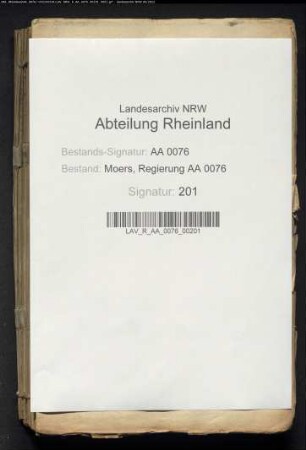 Landesarchiv NRW
Abteilung Rheinland
Bestands-Signatur: AA 0076
Bestand: Moers, Regierung AA 0076
Signatur: 201
LAV_R_AA_0076_00201